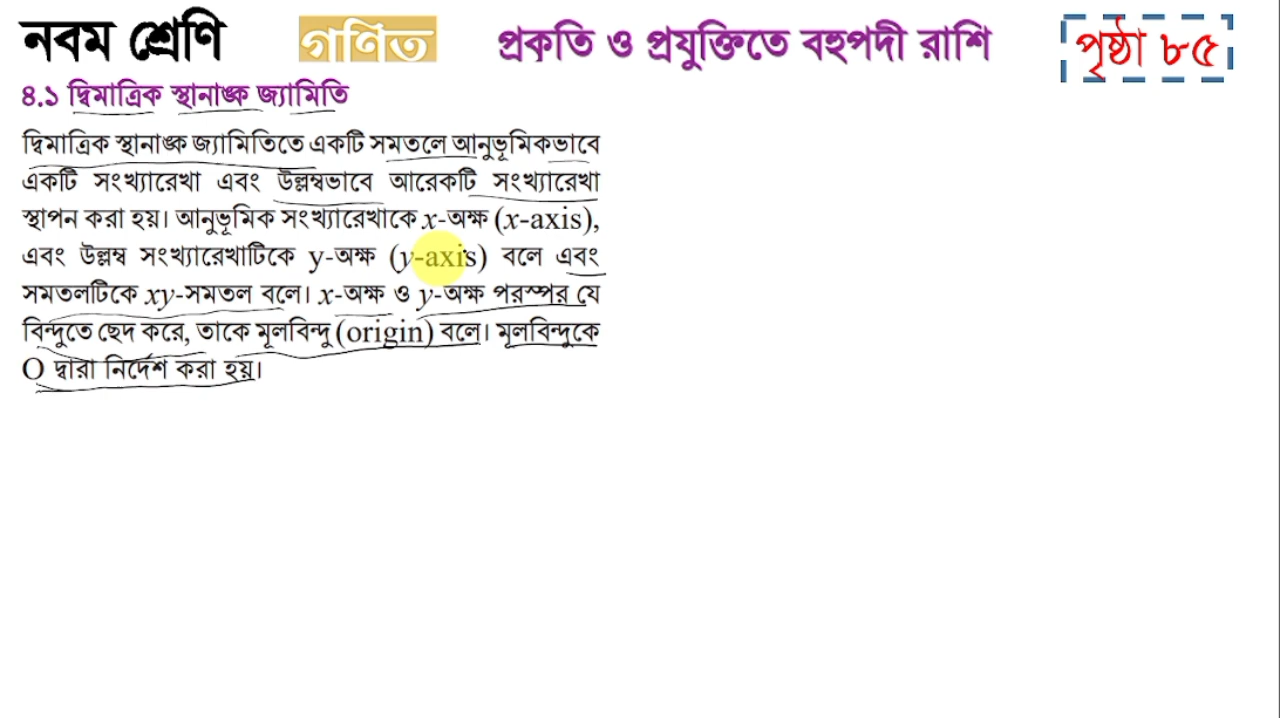 নবম শ্রেণি গণিত প্রকৃতি ও প্রযুক্তিতে বহুপদী রাশি পৃষ্ঠা ৮৫
৪.১ দ্বিমাত্রিক স্থানাঙ্ক জ্যামিতি
দ্বিমাত্রিক স্থানাঙ্ক জ্যামিতিতে একটি সমতলে আনুভূমিকভাবে
একটি সংখ্যারেখা এবং উল্লম্বভাবে আরেকটি সংখ্যারেখা
স্থাপন করা হয়। আনুভূমিক সংখ্যারেখাকে x-অক্ষ (x-axis),
এবং উল্লম্ব সংখ্যারেখাটিকে y-অক্ষ (y-axis) বলে এবং
সমতলটিকে xy-সমতল বলে। x-অক্ষ ও y-অক্ষ পরস্পর যে
বিন্দুতে ছেদ করে, তাকে মূলবিন্দু (origin) বলে। মূলবিন্দুকে
O দ্বারা নির্দেশ করা হয়।